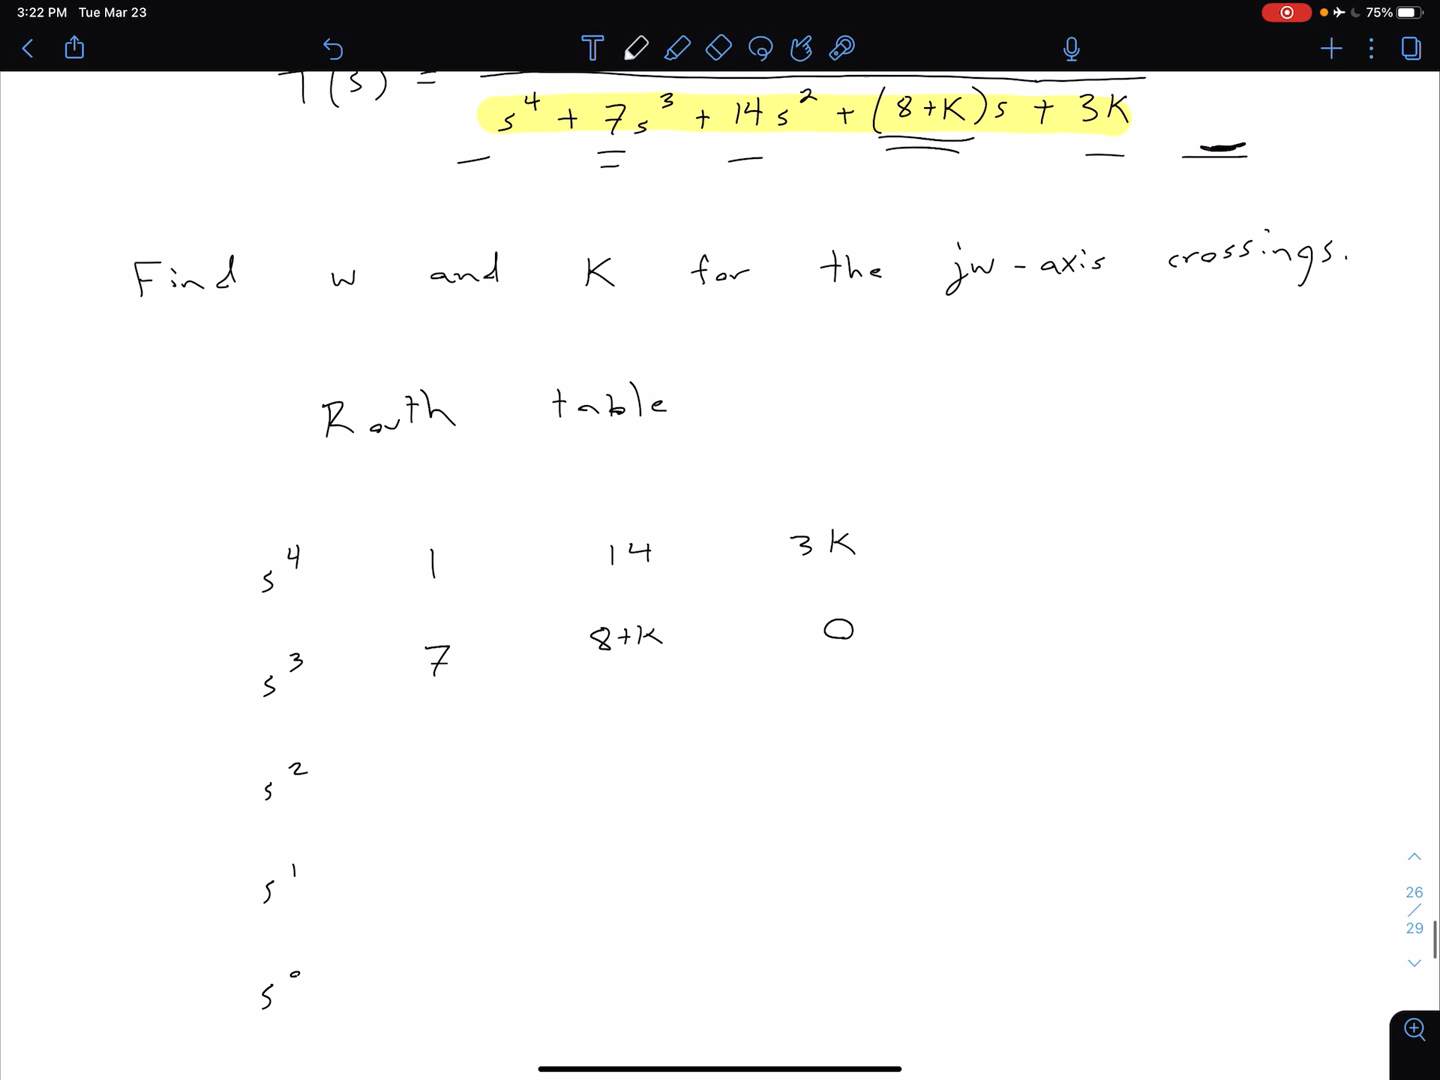 3:22 PM Tue Mar 23 75%
T(s) =
s⁴ + 7s³ + 14s² + (8+K)s + 3K
Find w and K for the jw-axis crossings.
Routh table
s⁴ 1 14 3K
s³ 7 8+K 0
s²
s¹
s⁰
26
/
29